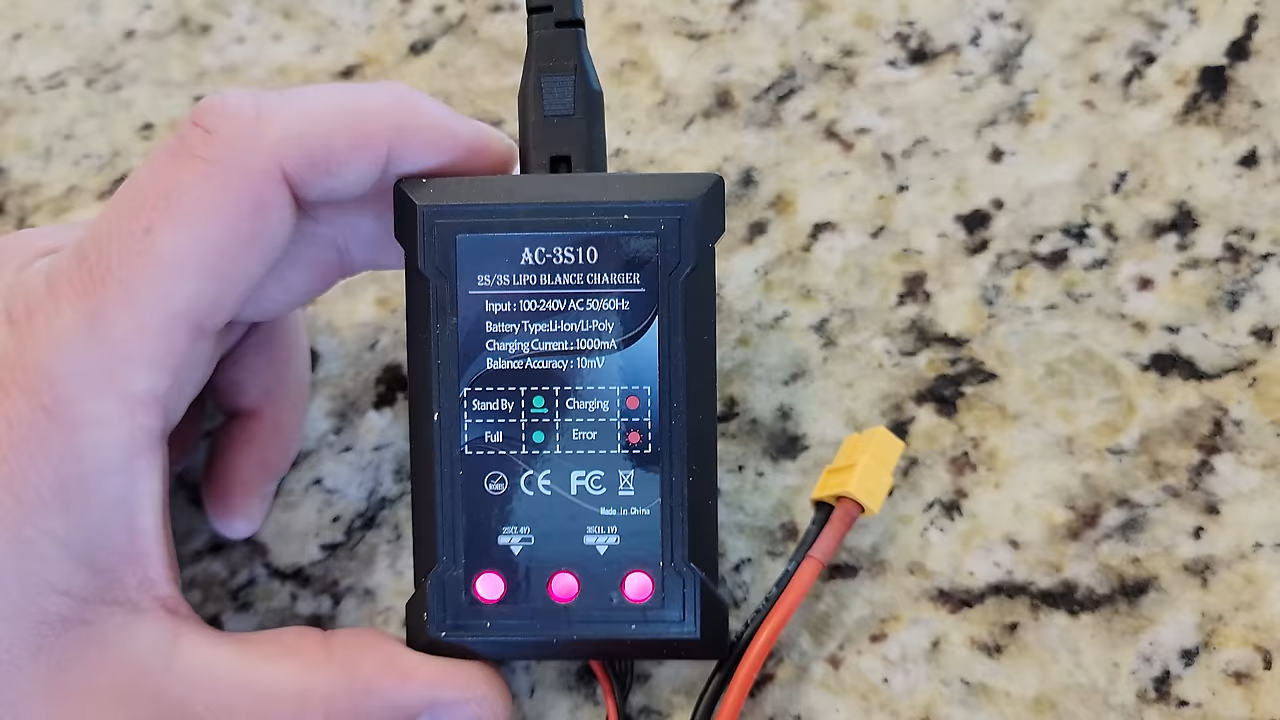 AC-3S10
2S/3S LIPO BLANCE CHARGER
Input : 100-240V AC 50/60Hz
Battery Type:Li-Ion/Li-Poly
Charging Current : 1000mA
Balance Accuracy : 10mV
Stand By Charging
Full Error
CE FC
Made in China
2S(7.4V) 3S(11.1V)